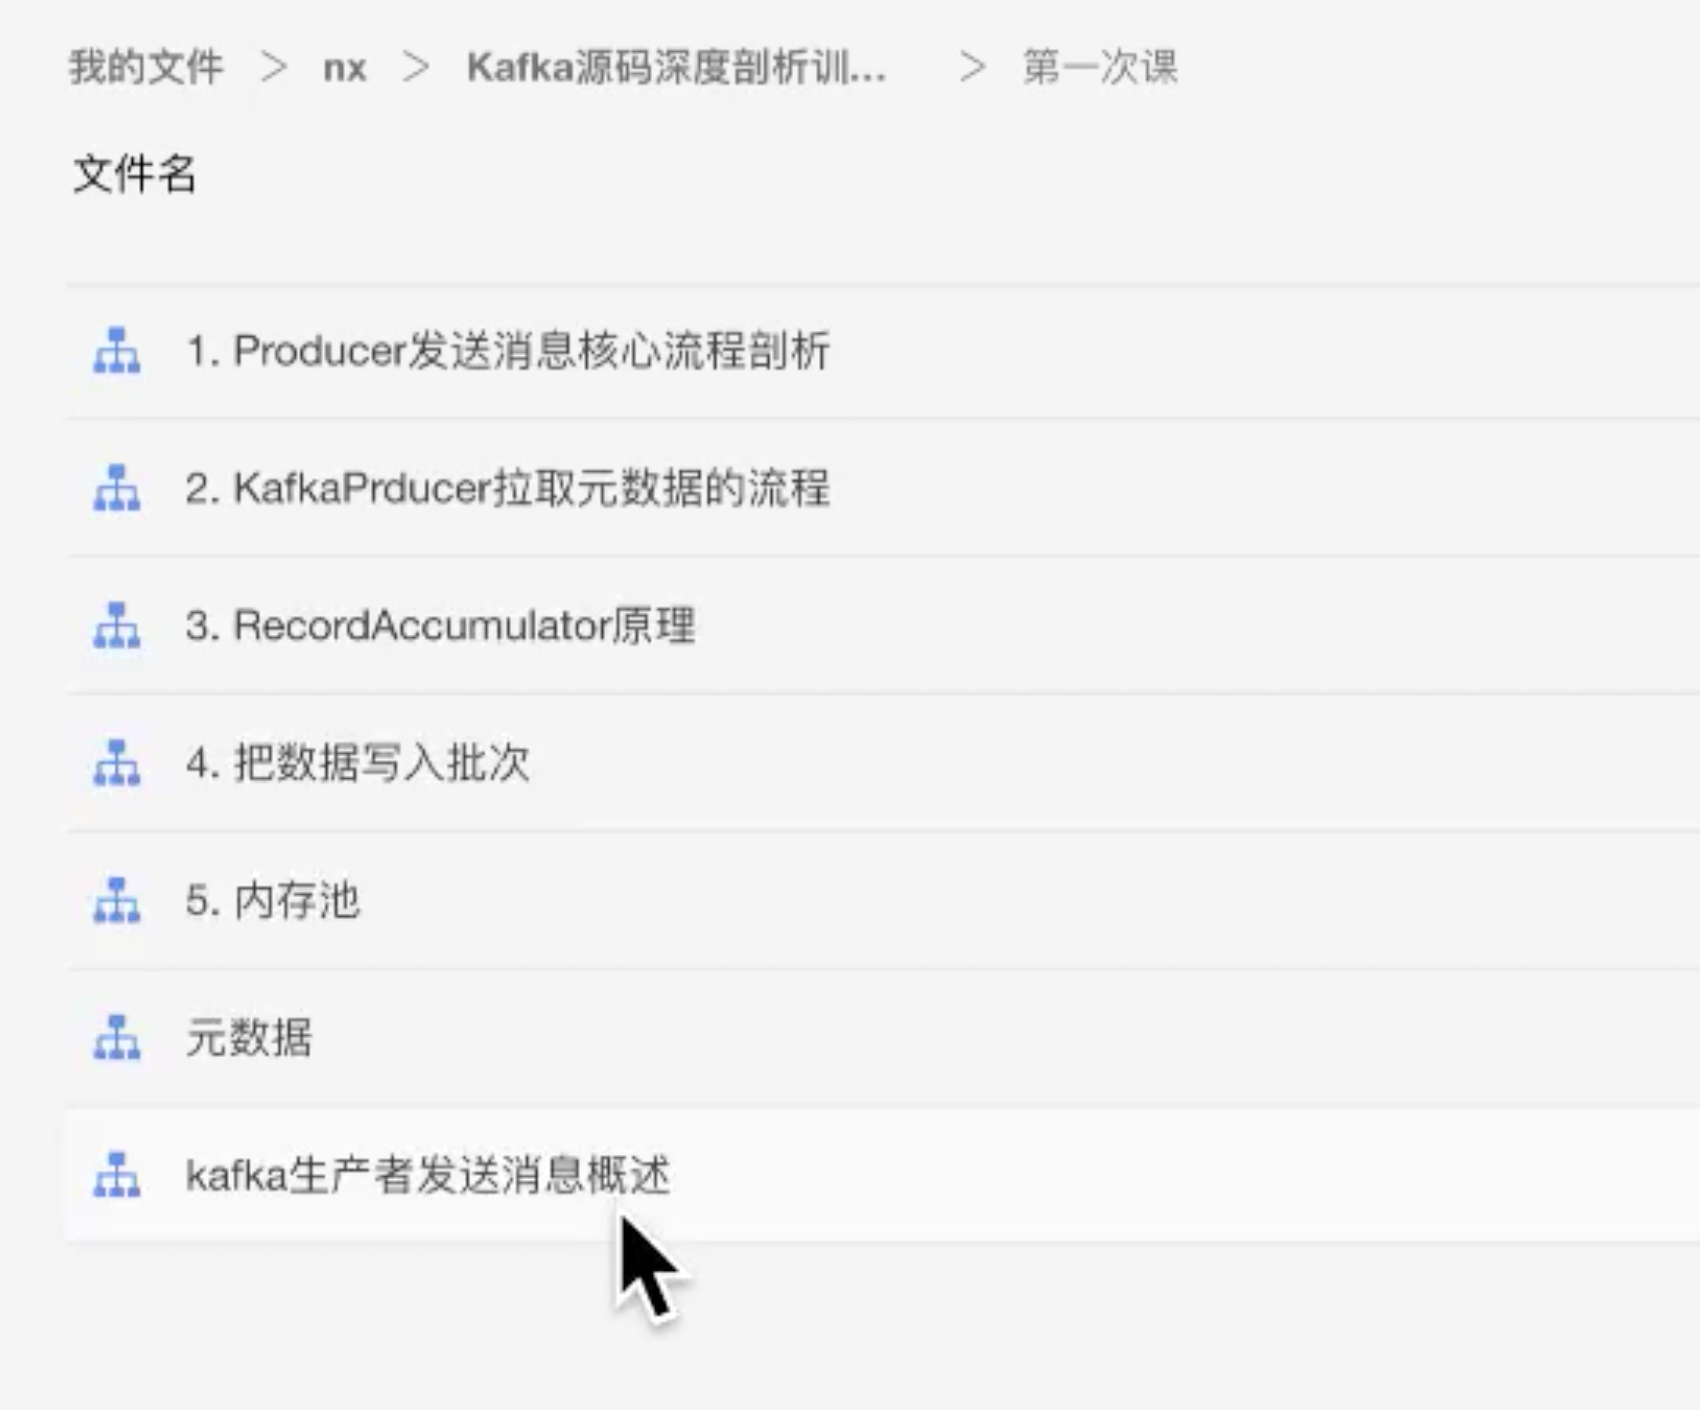 我的文件 > nx > Kafka源码深度剖析训... > 第一次课
文件名
1. Producer发送消息核心流程剖析
2. KafkaPrducer拉取元数据的流程
3. RecordAccumulator原理
4. 把数据写入批次
5. 内存池
元数据
kafka生产者发送消息概述